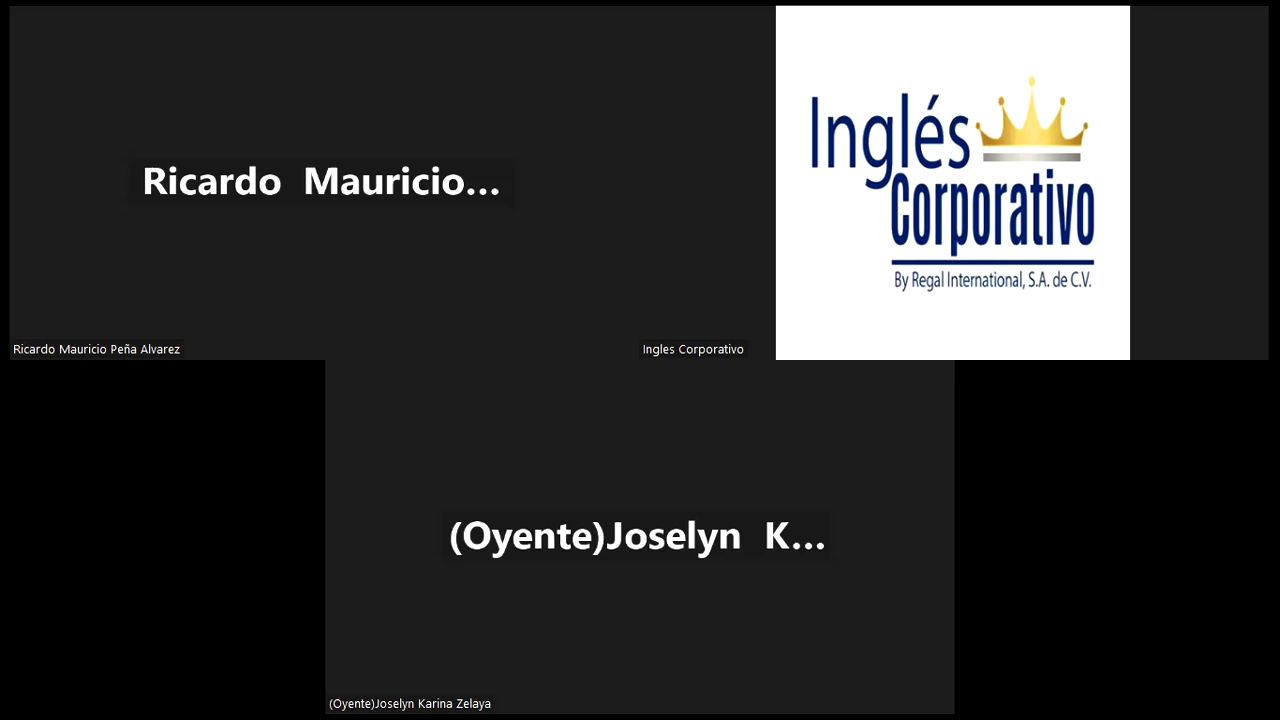 Ricardo Mauricio...
Ricardo Mauricio Peña Alvarez
Inglés
Corporativo
By Regal International, S.A. de C.V.
Ingles Corporativo
(Oyente)Joselyn K...
(Oyente)Joselyn Karina Zelaya